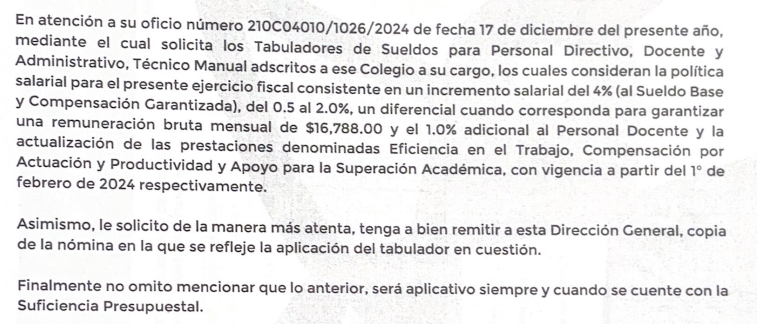 En atención a su oficio número 210C04010/1026/2024 de fecha 17 de diciembre del presente año,
mediante el cual solicita los Tabuladores de Sueldos para Personal Directivo, Docente y
Administrativo, Técnico Manual adscritos a ese Colegio a su cargo, los cuales consideran la política
salarial para el presente ejercicio fiscal consistente en un incremento salarial del 4% (al Sueldo Base
y Compensación Garantizada), del 0.5 al 2.0%, un diferencial cuando corresponda para garantizar
una remuneración bruta mensual de $16,788.00 y el 1.0% adicional al Personal Docente y la
actualización de las prestaciones denominadas Eficiencia en el Trabajo, Compensación por
Actuación y Productividad y Apoyo para la Superación Académica, con vigencia a partir del 1° de
febrero de 2024 respectivamente.
Asimismo, le solicito de la manera más atenta, tenga a bien remitir a esta Dirección General, copia
de la nómina en la que se refleje la aplicación del tabulador en cuestión.
Finalmente no omito mencionar que lo anterior, será aplicativo siempre y cuando se cuente con la
Suficiencia Presupuestal.